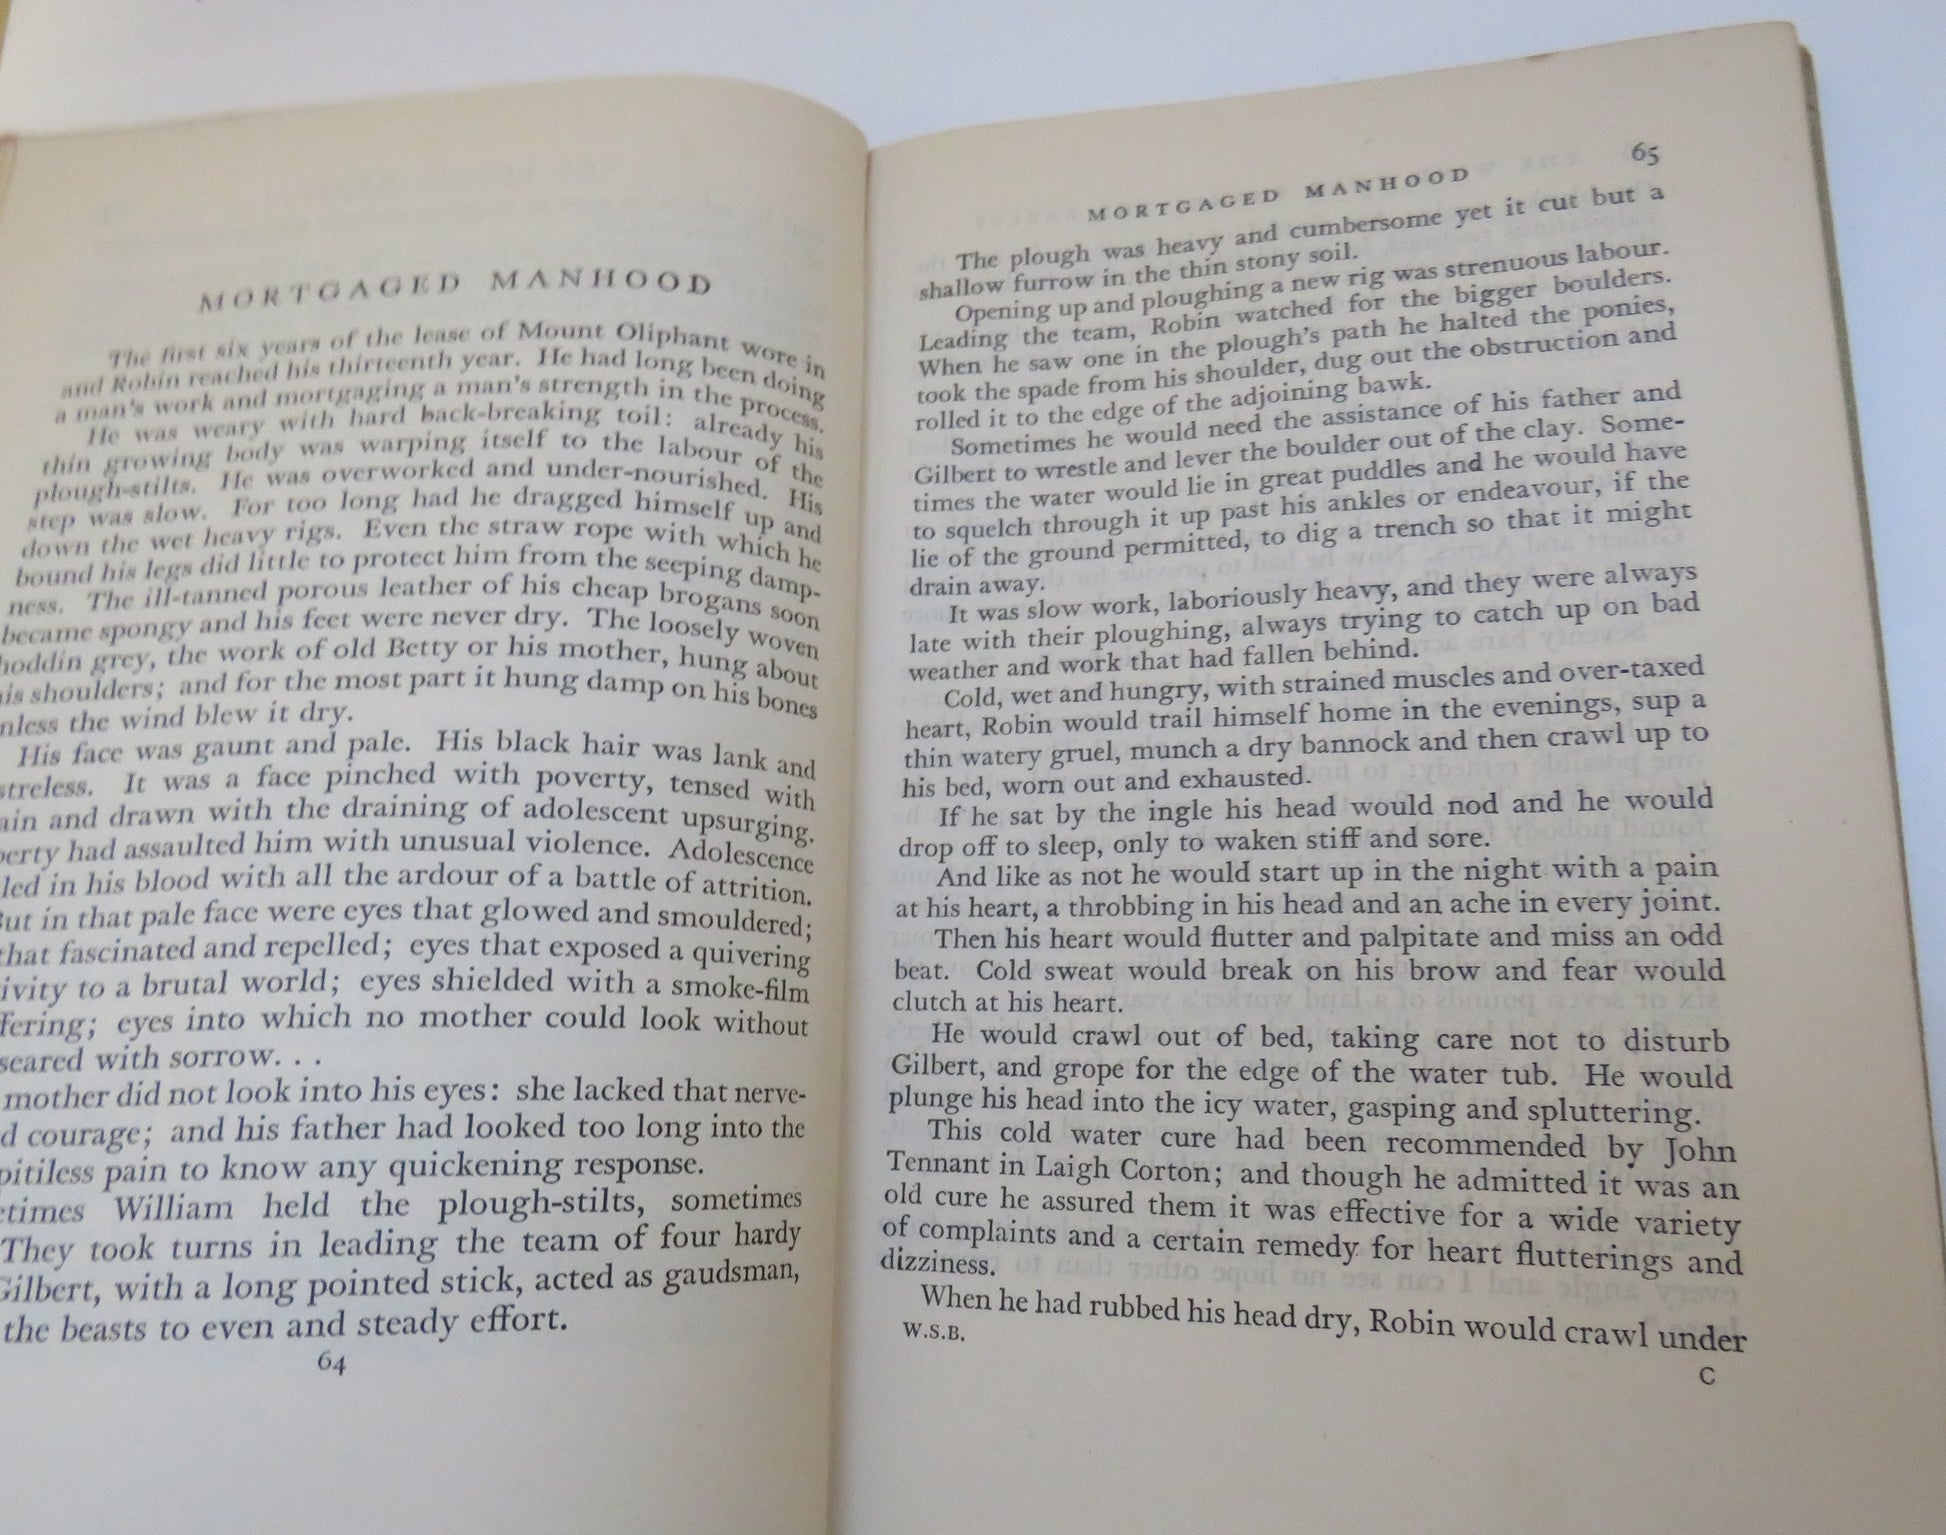 MORTGAGED MANHOOD
The first six years of the lease of Mount Oliphant wore in
and Robin reached his thirteenth year. He had long been doing
a man's work and mortgaging a man's strength in the process.
He was weary with hard back-breaking toil: already his
thin growing body was warping itself to the labour of the
plough-stilts. He was overworked and under-nourished. His
step was slow. For too long had he dragged himself up and
down the wet heavy rigs. Even the straw rope with which he
bound his legs did little to protect him from the seeping damp-
ness. The ill-tanned porous leather of his cheap brogans soon
became spongy and his feet were never dry. The loosely woven
hoddin grey, the work of old Betty or his mother, hung about
his shoulders; and for the most part it hung damp on his bones
nless the wind blew it dry.
His face was gaunt and pale. His black hair was lank and
streless. It was a face pinched with poverty, tensed with
ain and drawn with the draining of adolescent upsurging.
berty had assaulted him with unusual violence. Adolescence
led in his blood with all the ardour of a battle of attrition.
But in that pale face were eyes that glowed and smouldered;
that fascinated and repelled; eyes that exposed a quivering
ivity to a brutal world; eyes shielded with a smoke-film
fering; eyes into which no mother could look without
seared with sorrow. . .
mother did not look into his eyes: she lacked that nerve-
d courage; and his father had looked too long into the
pitiless pain to know any quickening response.
etimes William held the plough-stilts, sometimes
They took turns in leading the team of four hardy
Gilbert, with a long pointed stick, acted as gaudsman,
the beasts to even and steady effort.
64
MORTGAGED MANHOOD 65
The plough was heavy and cumbersome yet it cut but a
shallow furrow in the thin stony soil.
Opening up and ploughing a new rig was strenuous labour.
Leading the team, Robin watched for the bigger boulders.
When he saw one in the plough's path he halted the ponies,
took the spade from his shoulder, dug out the obstruction and
rolled it to the edge of the adjoining bawk.
Sometimes he would need the assistance of his father and
Gilbert to wrestle and lever the boulder out of the clay. Some-
times the water would lie in great puddles and he would have
to squelch through it up past his ankles or endeavour, if the
lie of the ground permitted, to dig a trench so that it might
drain away.
It was slow work, laboriously heavy, and they were always
late with their ploughing, always trying to catch up on bad
weather and work that had fallen behind.
Cold, wet and hungry, with strained muscles and over-taxed
heart, Robin would trail himself home in the evenings, sup a
thin watery gruel, munch a dry bannock and then crawl up to
his bed, worn out and exhausted.
If he sat by the ingle his head would nod and he would
drop off to sleep, only to waken stiff and sore.
And like as not he would start up in the night with a pain
at his heart, a throbbing in his head and an ache in every joint.
Then his heart would flutter and palpitate and miss an odd
beat. Cold sweat would break on his brow and fear would
clutch at his heart.
He would crawl out of bed, taking care not to disturb
Gilbert, and grope for the edge of the water tub. He would
plunge his head into the icy water, gasping and spluttering.
This cold water cure had been recommended by John
Tennant in Laigh Corton; and though he admitted it was an
old cure he assured them it was effective for a wide variety
of complaints and a certain remedy for heart flutterings and
dizziness.
When he had rubbed his head dry, Robin would crawl under
W.S.B.
C